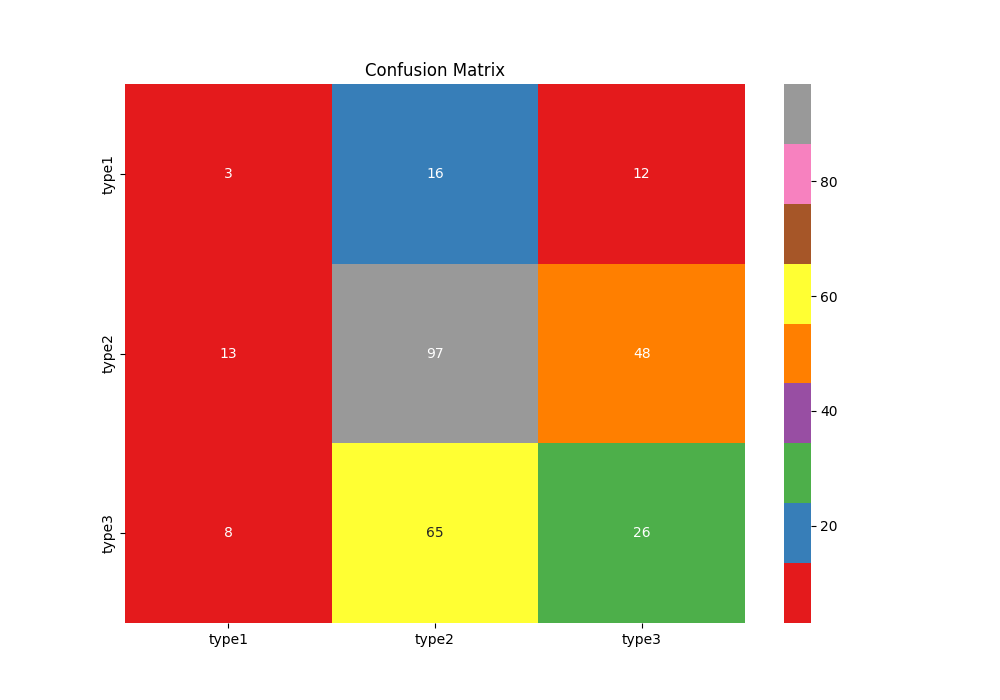 Confusion Matrix
type1 3 16 12
type2 13 97 48
type3 8 65 26
type1 type2 type3
80
60
40
20